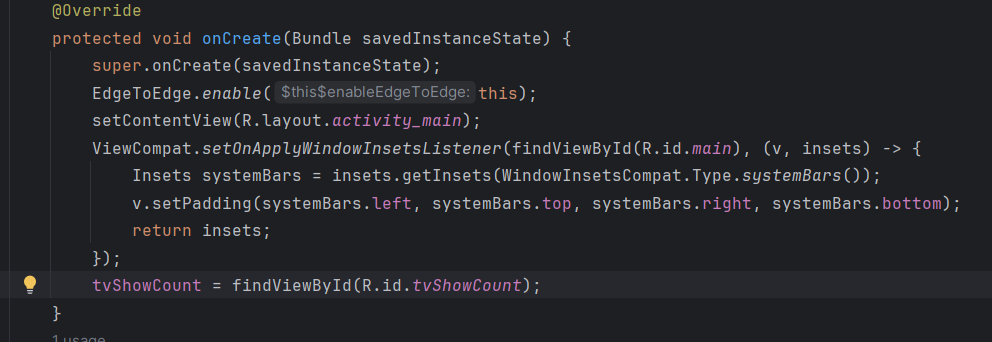 @Override
protected void onCreate(Bundle savedInstanceState) {
super.onCreate(savedInstanceState);
EdgeToEdge.enable( $this$enableEdgeToEdge: this);
setContentView(R.layout.activity_main);
ViewCompat.setOnApplyWindowInsetsListener(findViewById(R.id.main), (v, insets) -> {
Insets systemBars = insets.getInsets(WindowInsetsCompat.Type.systemBars());
v.setPadding(systemBars.left, systemBars.top, systemBars.right, systemBars.bottom);
return insets;
});
tvShowCount = findViewById(R.id.tvShowCount);
}
1 usage